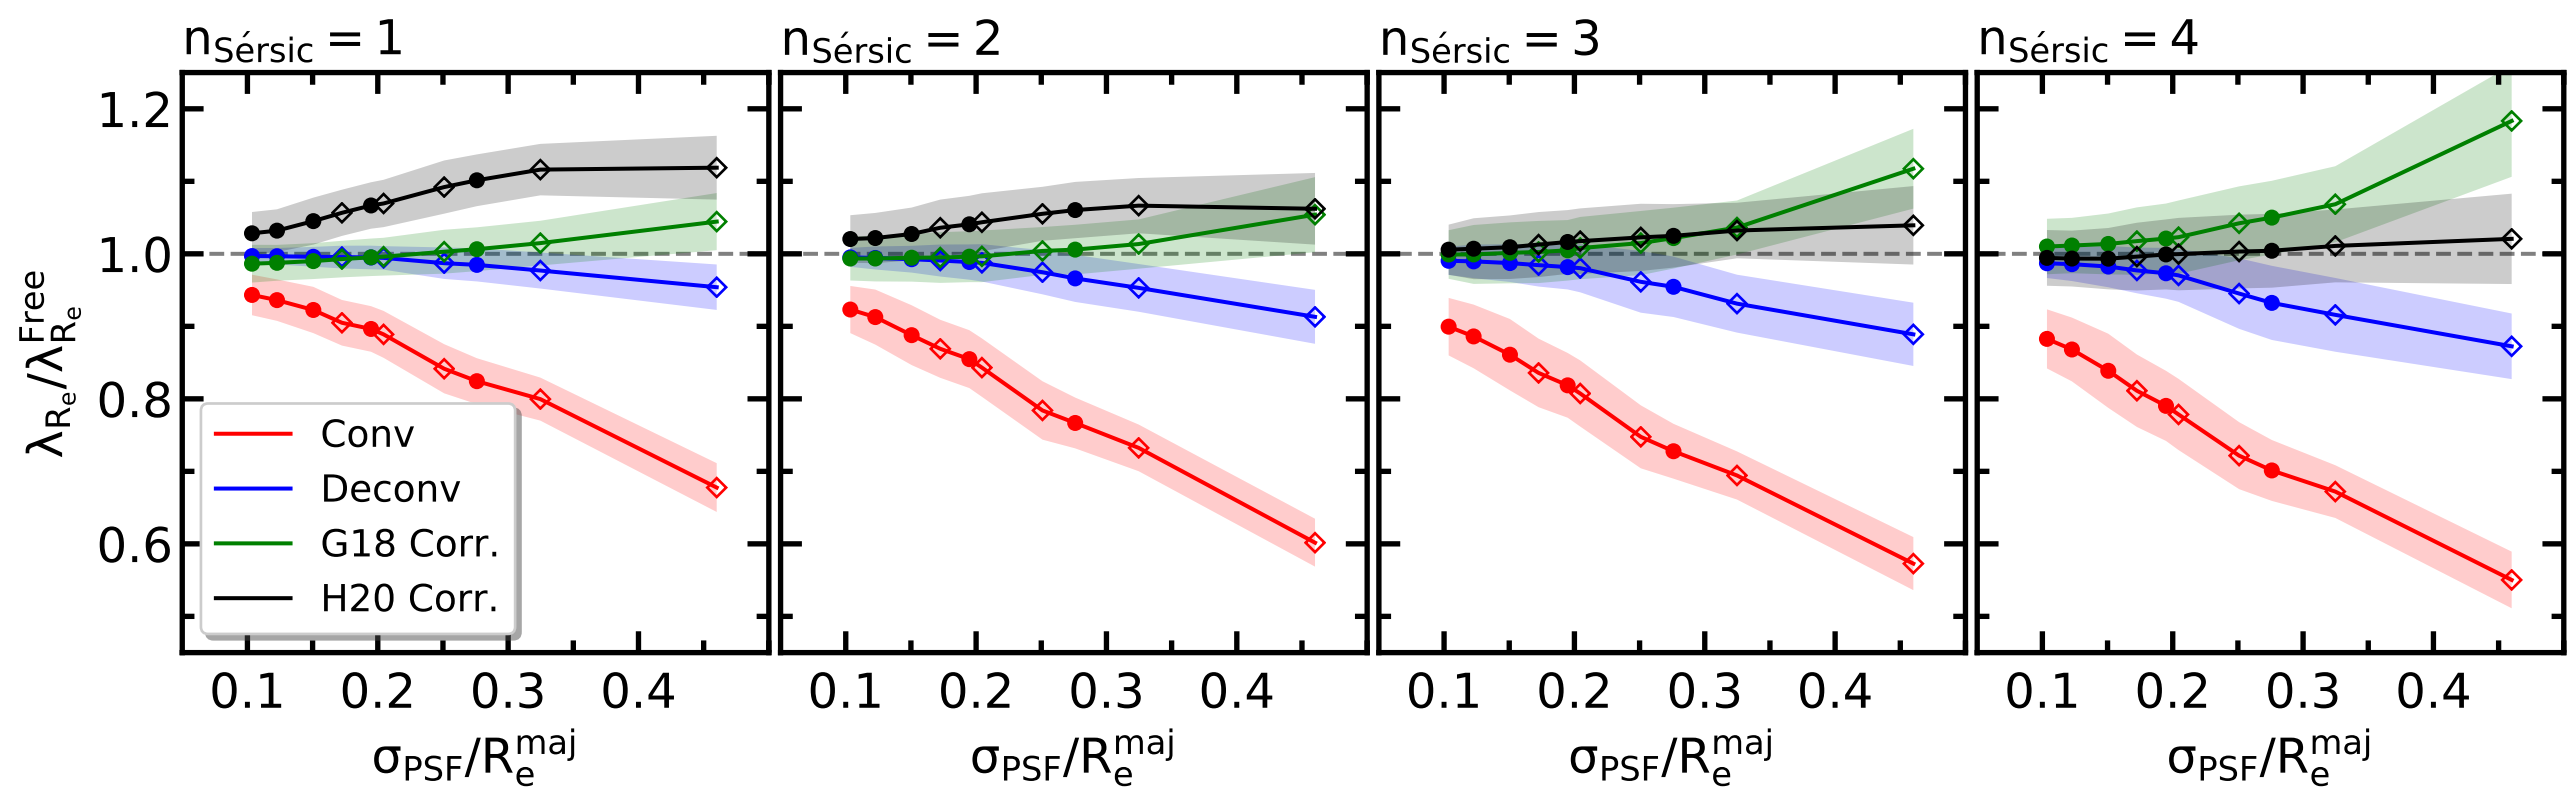 n_Sérsic = 1
n_Sérsic = 2
n_Sérsic = 3
n_Sérsic = 4
λ_Re/λ_Re^Free
1.2
1.0
0.8
0.6
Conv
Deconv
G18 Corr.
H20 Corr.
0.1 0.2 0.3 0.4
0.1 0.2 0.3 0.4
0.1 0.2 0.3 0.4
0.1 0.2 0.3 0.4
σ_PSF/R_e^maj
σ_PSF/R_e^maj
σ_PSF/R_e^maj
σ_PSF/R_e^maj